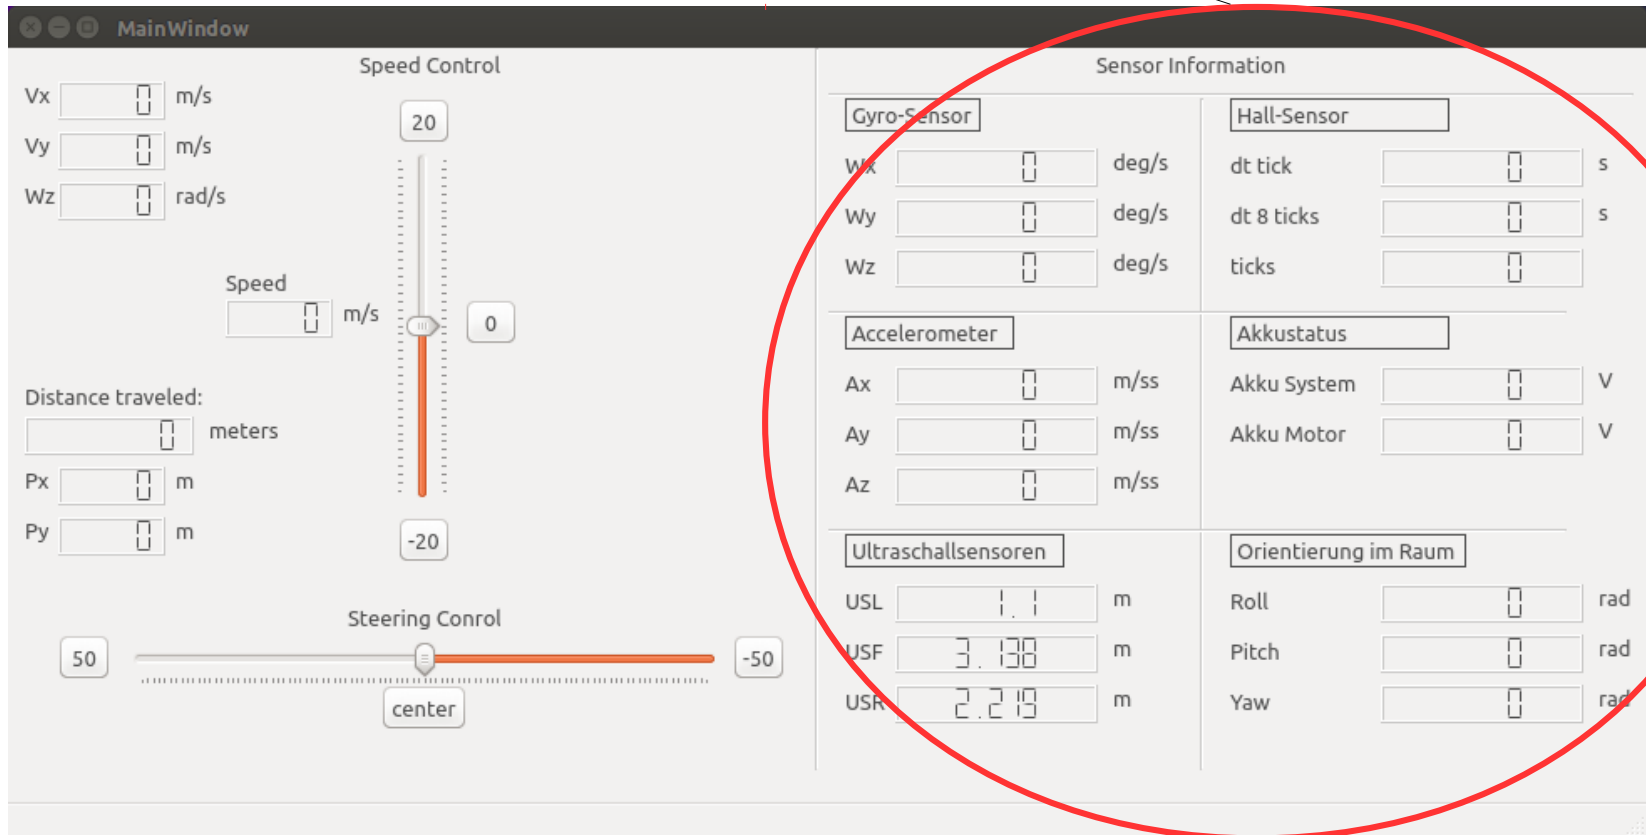 MainWindow
Speed Control
Vx 0 m/s
Vy 0 m/s
Wz 0 rad/s
20
Speed
0 m/s
0
Distance traveled:
0 meters
Px 0 m
Py 0 m
-20
Steering Conrol
50
-50
center
Sensor Information
Gyro-Sensor
Wx 0 deg/s
Wy 0 deg/s
Wz 0 deg/s
Hall-Sensor
dt tick 0 s
dt 8 ticks 0 s
ticks 0
Accelerometer
Ax 0 m/ss
Ay 0 m/ss
Az 0 m/ss
Akkustatus
Akku System 0 V
Akku Motor 0 V
Ultraschallsensoren
USL 1.1 m
USF 3.138 m
USR 2.219 m
Orientierung im Raum
Roll 0 rad
Pitch 0 rad
Yaw 0 rad